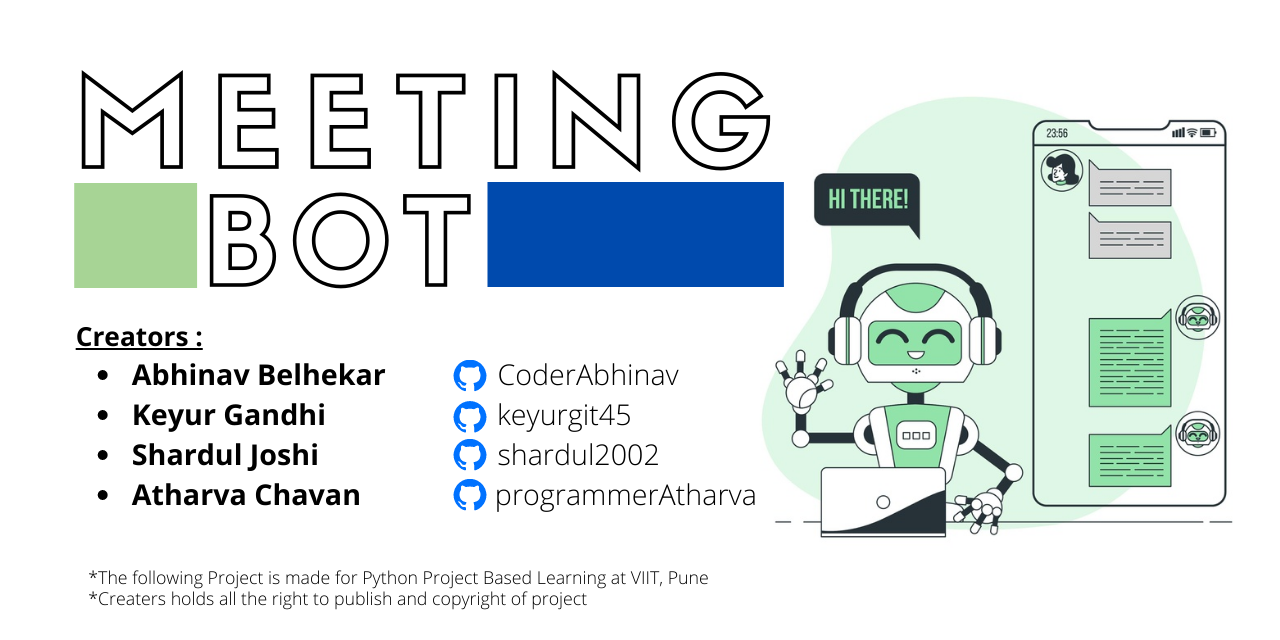 MEETING
BOT
HI THERE!
23:56
Creators :
Abhinav Belhekar
CoderAbhinav
Keyur Gandhi
keyurgit45
Shardul Joshi
shardul2002
Atharva Chavan
programmerAtharva
*The following Project is made for Python Project Based Learning at VIIT, Pune
*Creaters holds all the right to publish and copyright of project